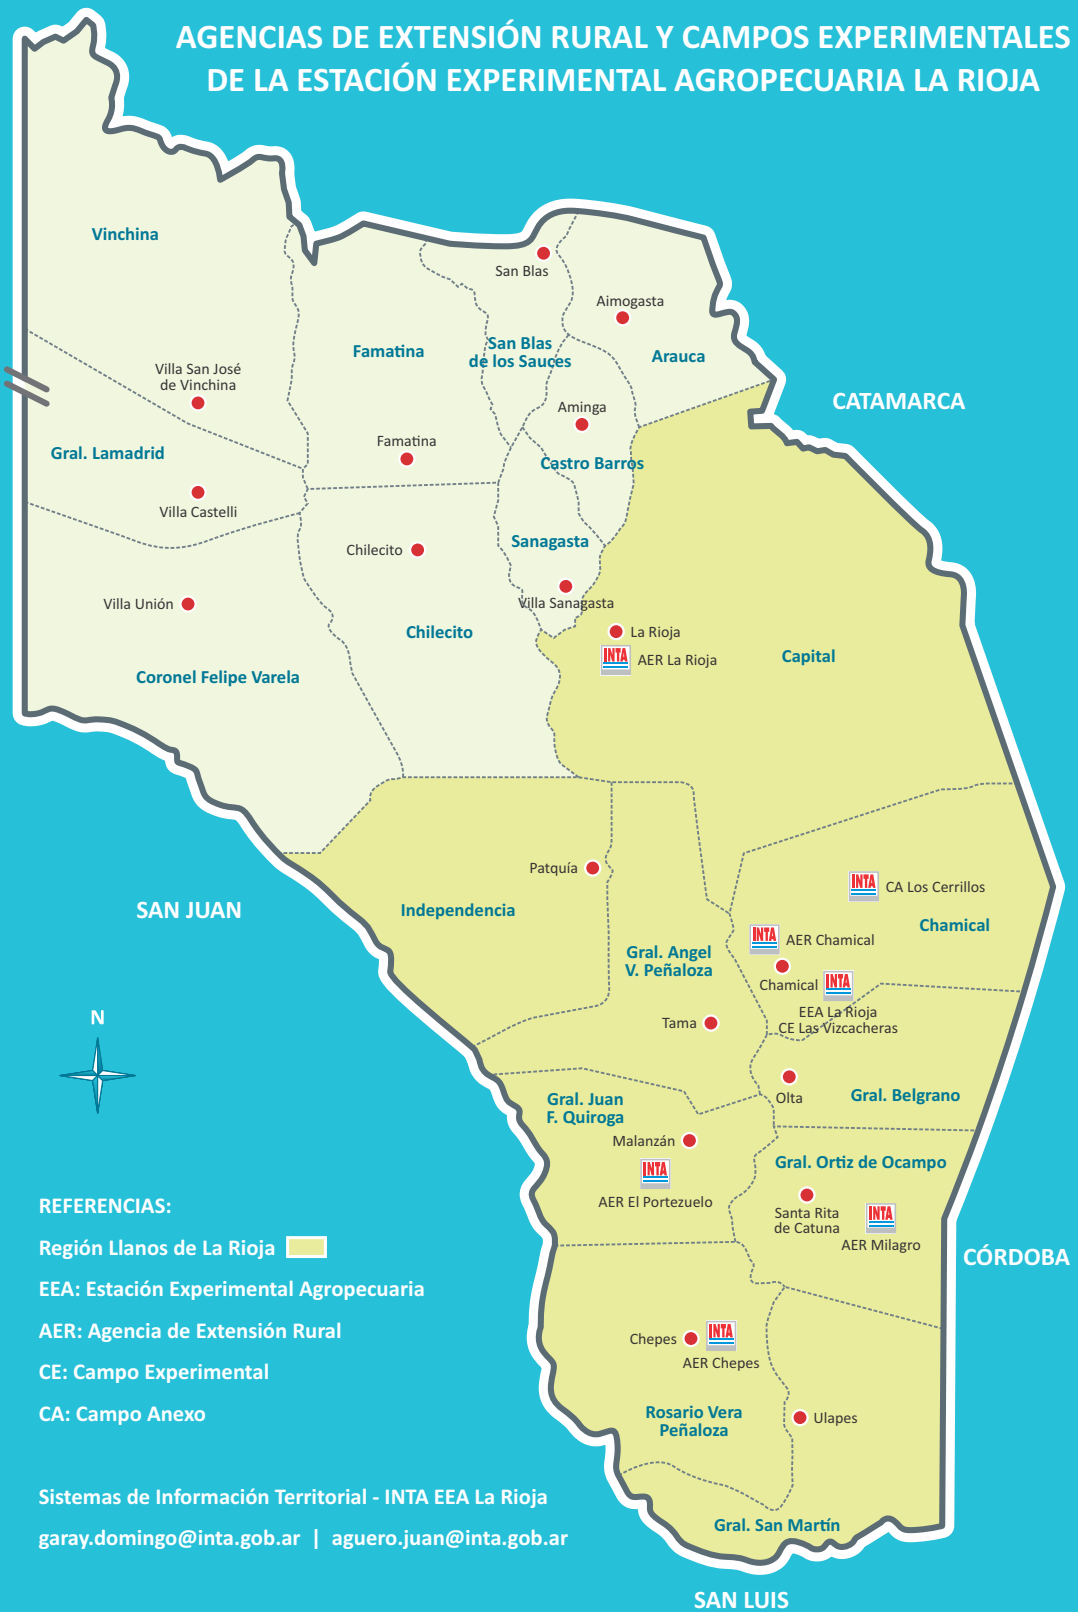 AGENCIAS DE EXTENSIÓN RURAL Y CAMPOS EXPERIMENTALES
DE LA ESTACIÓN EXPERIMENTAL AGROPECUARIA LA RIOJA
Vinchina
San Blas
Aimogasta
Famatina
San Blas
de los Sauces
Arauca
Villa San José
de Vinchina
CATAMARCA
Aminga
Famatina
Gral. Lamadrid
Castro Barros
Villa Castelli
Chilecito
Sanagasta
Villa Unión
Villa Sanagasta
Chilecito
La Rioja
INTA
AER La Rioja
Capital
Coronel Felipe Varela
Patquía
INTA
CA Los Cerrillos
SAN JUAN
Independencia
Chamical
INTA
AER Chamical
Gral. Angel
V. Peñaloza
Chamical
INTA
EEA La Rioja
CE Las Vizcacheras
N
Tama
Olta
Gral. Belgrano
Gral. Juan
F. Quiroga
Malanzán
INTA
AER El Portezuelo
Gral. Ortiz de Ocampo
Santa Rita
de Catuna
INTA
AER Milagro
CÓRDOBA
Chepes
INTA
AER Chepes
Rosario Vera
Peñaloza
Ulapes
Gral. San Martín
SAN LUIS
REFERENCIAS:
Región Llanos de La Rioja
EEA: Estación Experimental Agropecuaria
AER: Agencia de Extensión Rural
CE: Campo Experimental
CA: Campo Anexo
Sistemas de Información Territorial - INTA EEA La Rioja
garay.domingo@inta.gob.ar | aguero.juan@inta.gob.ar